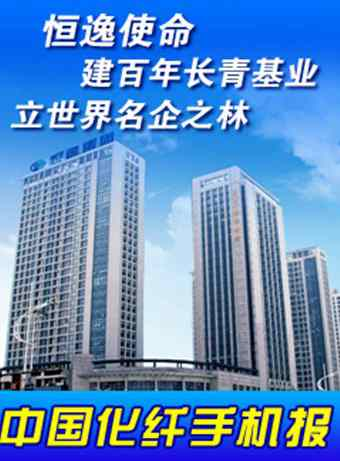 恒逸使命
建百年长青基业
立世界名企之林
中国化纤手机报